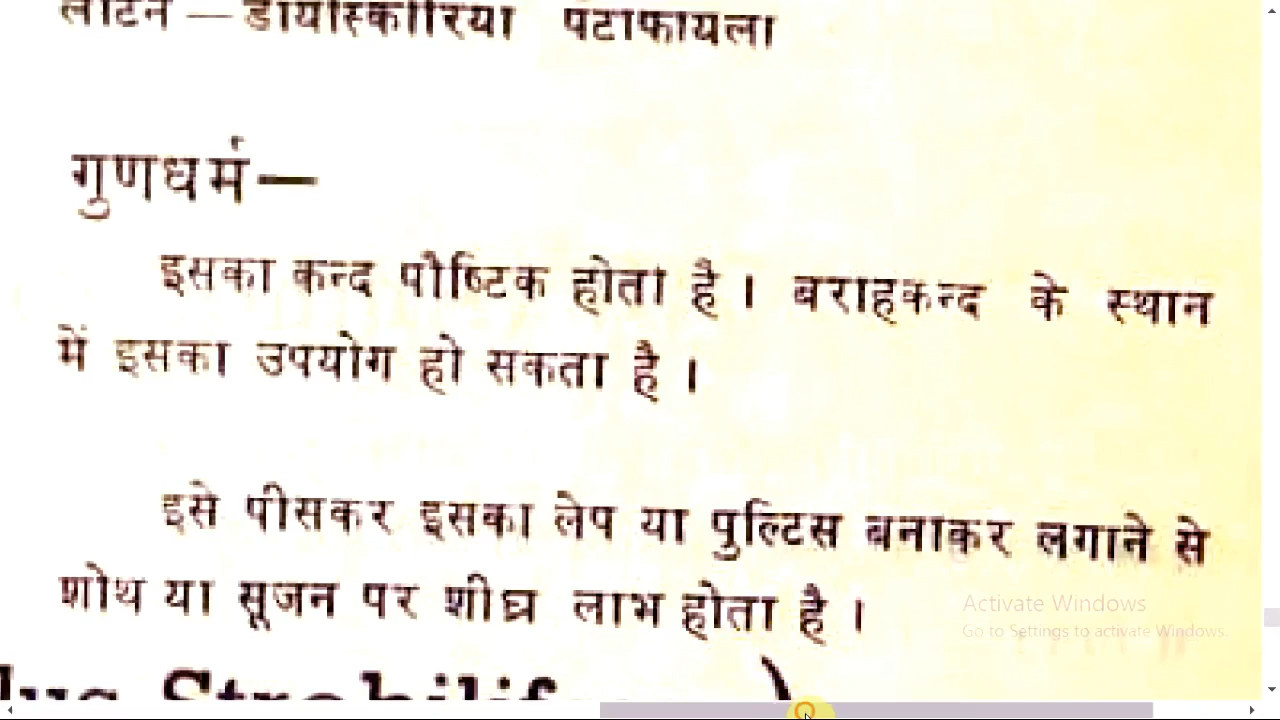 लाटिन — डायोस्कोरिया पेंटाफायला
गुणधर्म—
इसका कन्द पौष्टिक होता है । बराहकन्द के स्थान
में इसका उपयोग हो सकता है ।
इसे पीसकर इसका लेप या पुल्टिस बनाकर लगाने से
शोथ या सूजन पर शीघ्र लाभ होता है ।
Activate Windows
Go to Settings to activate Windows.